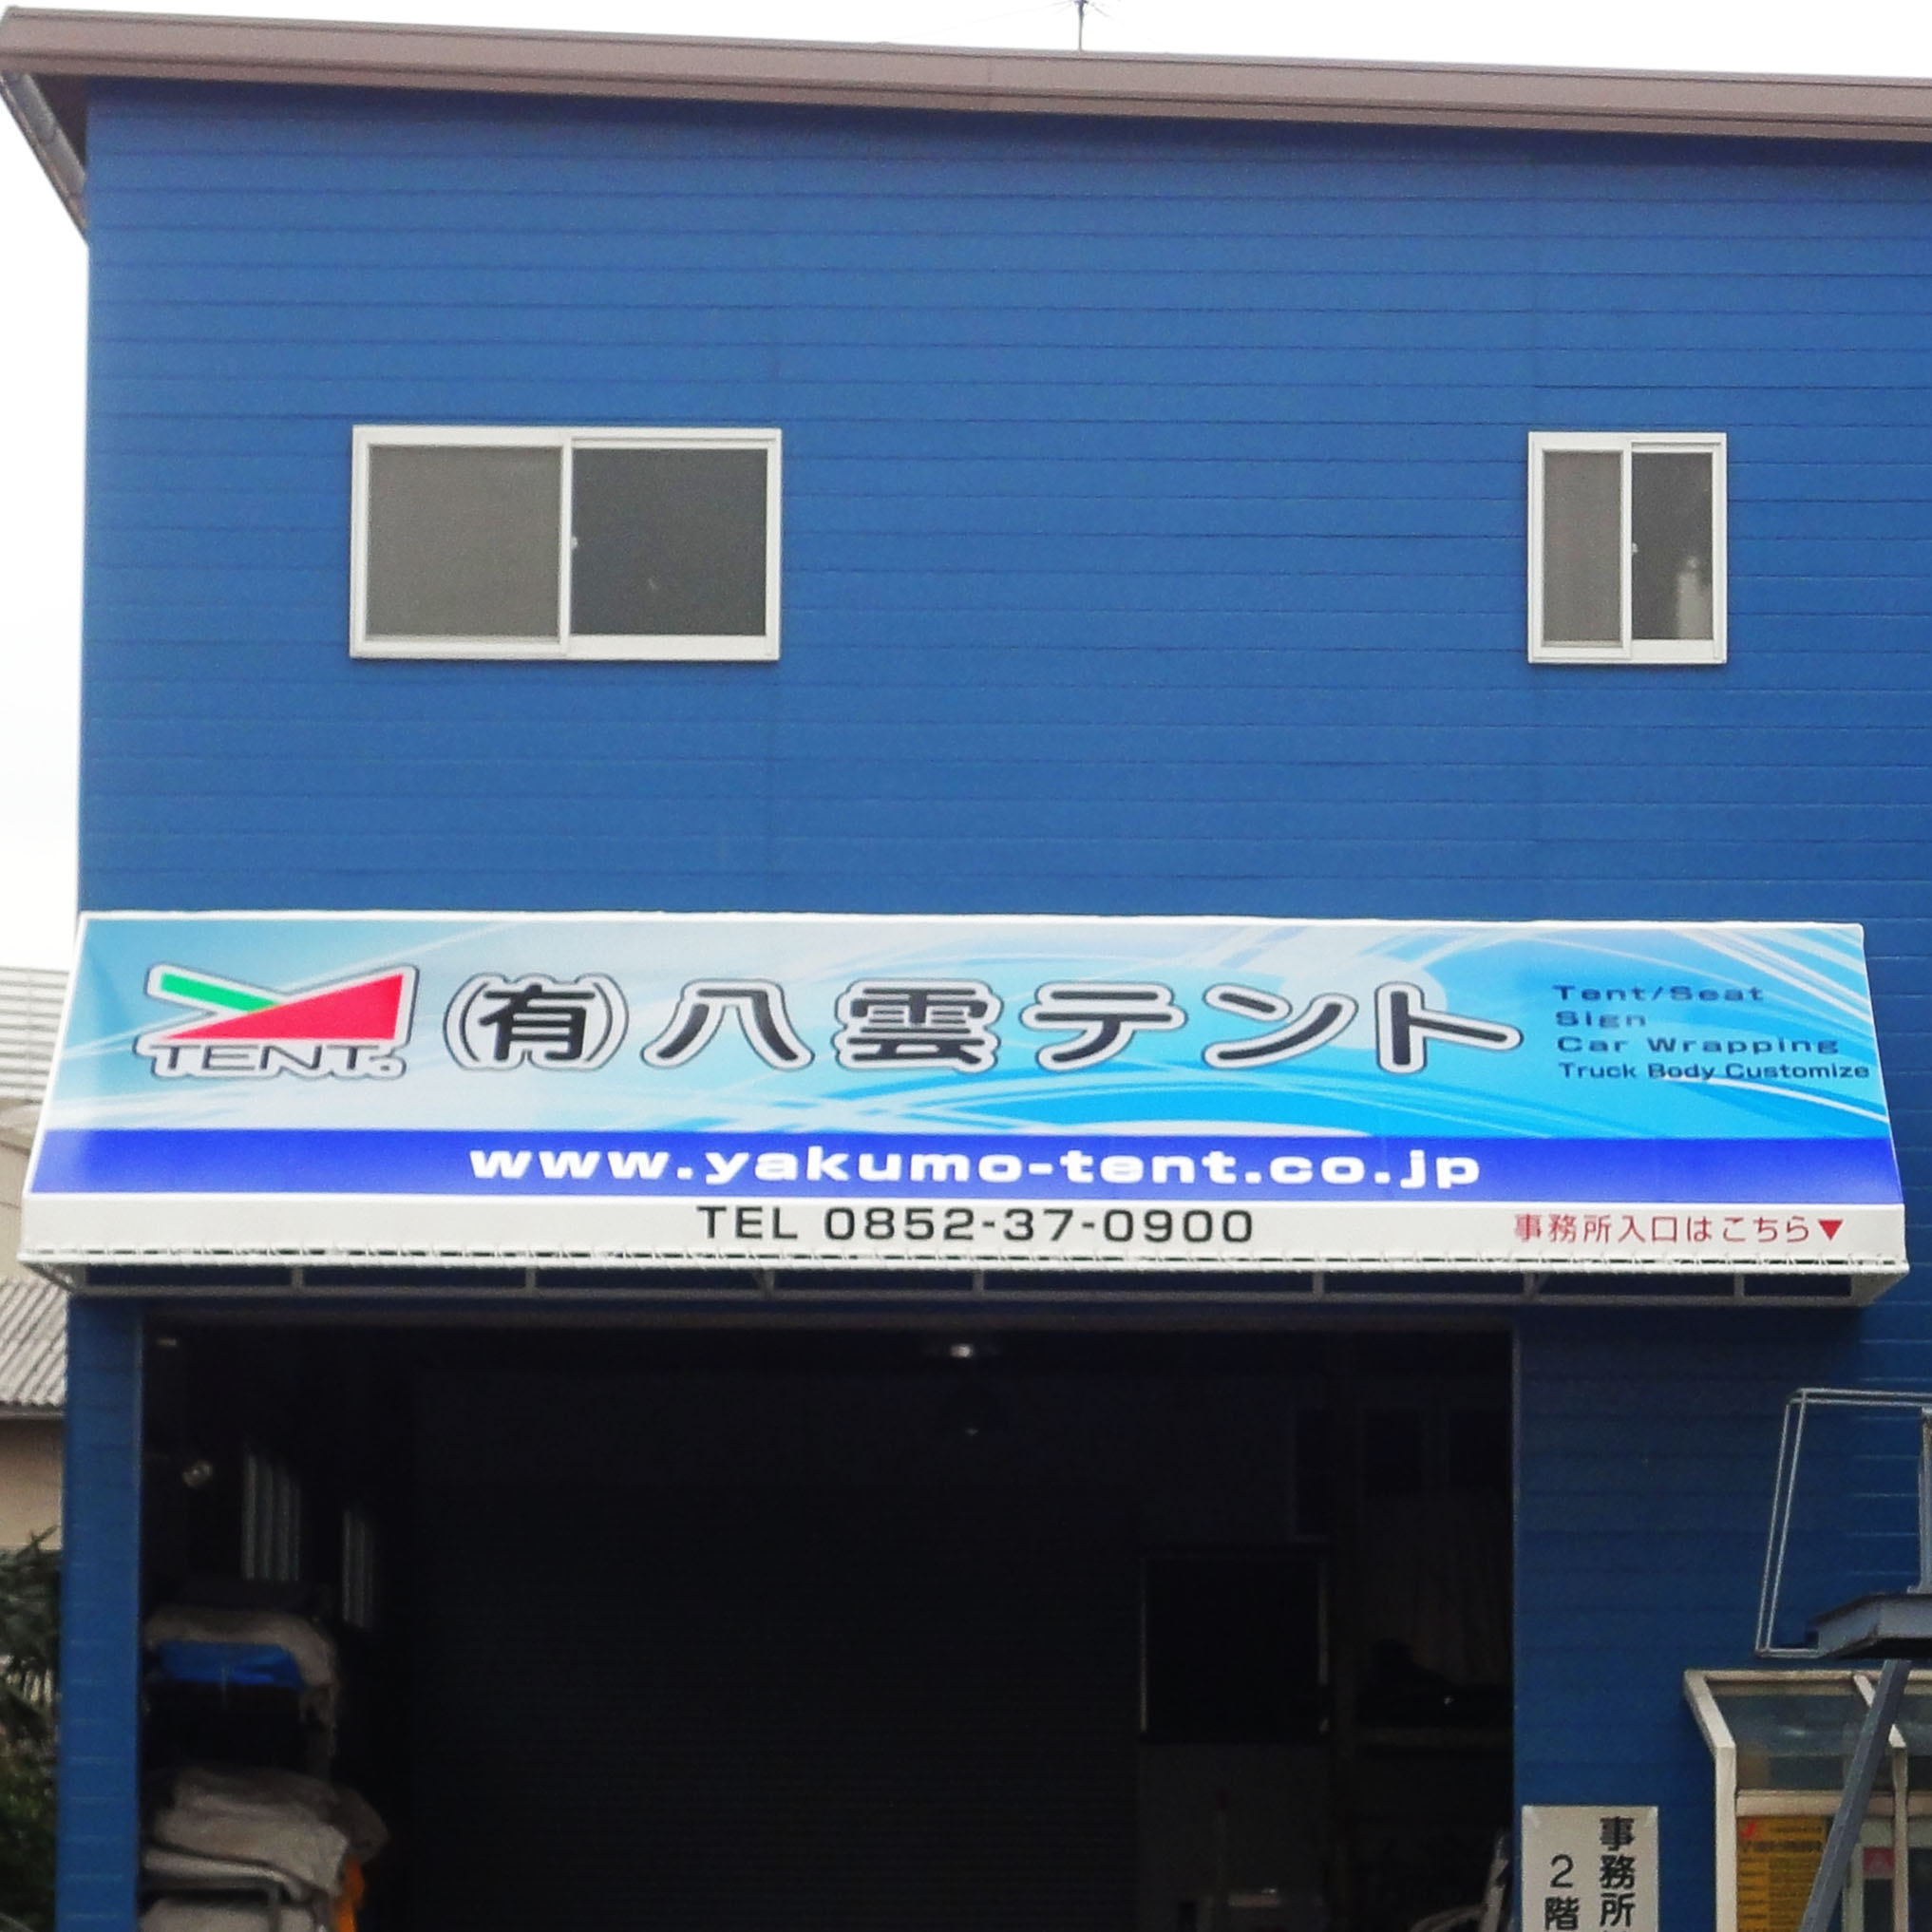 TENT.
(有)八雲テント
Tent/Seat
Sign
Car Wrapping
Truck Body Customize
www.yakumo-tent.co.jp
TEL 0852-37-0900
事務所入口はこちら▼
事務所
2階